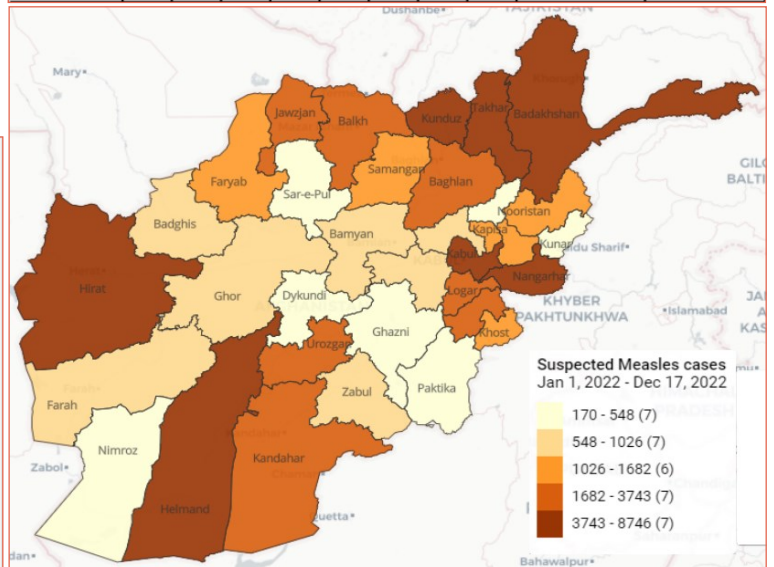 Dushanbe
TAJIKISTAN
Mary
Jawzjan
Balkh
Kunduz
Takhar
Badakhshan
Faryab
Sar-e-Pul
Samangan
Baghlan
Nooristan
Badghis
Bamyan
Kapisa
Kunar
Kabul
Nangarhar
Hirat
Ghor
Dykundi
Logar
KHYBER
PAKHTUNKHWA
Islamabad
Ghazni
Khost
Urozgan
Farah
Zabul
Paktika
Nimroz
Zabol
Kandahar
Helmand
Quetta
Bahawalpur
Suspected Measles cases
Jan 1, 2022 - Dec 17, 2022
170 - 548 (7)
548 - 1026 (7)
1026 - 1682 (6)
1682 - 3743 (7)
3743 - 8746 (7)